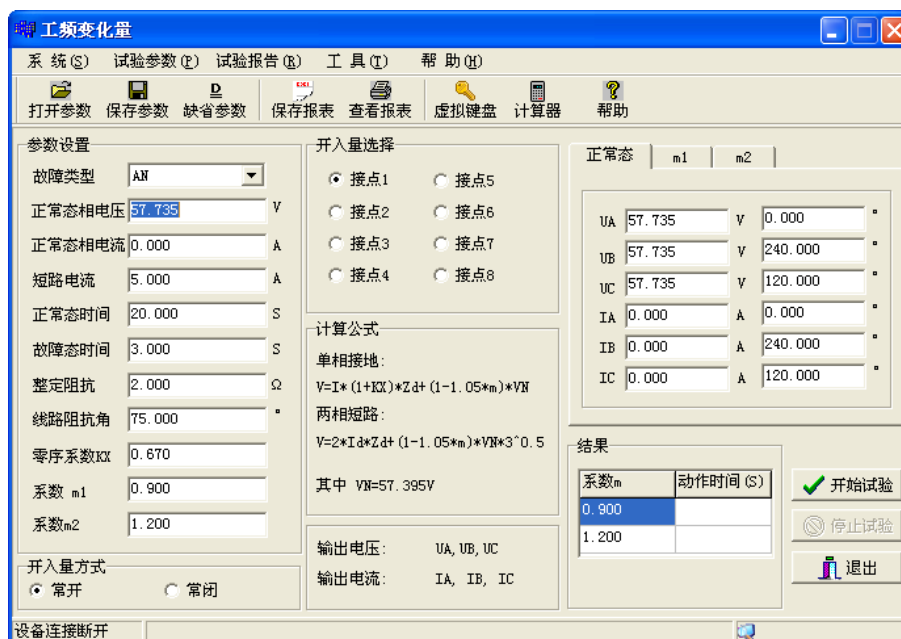 工频变化量
系 统(S) 试验参数(P) 试验报告(R) 工 具(T) 帮 助(H)
打开参数 保存参数 缺省参数 保存报表 查看报表 虚拟键盘 计算器 帮助
参数设置
故障类型 AN
正常态相电压 57.735 V
正常态相电流 0.000 A
短路电流 5.000 A
正常态时间 20.000 S
故障态时间 3.000 S
整定阻抗 2.000 Ω
线路阻抗角 75.000 °
零序系数KX 0.670
系数 m1 0.900
系数m2 1.200
开入量方式
常开 常闭
开入量选择
接点1 接点5
接点2 接点6
接点3 接点7
接点4 接点8
计算公式
单相接地:
V=I*(1+KX)*Zd+(1-1.05*m)*VN
两相短路:
V=2*Id*Zd+(1-1.05*m)*VN*3^0.5
其中 VN=57.395V
输出电压: UA,UB,UC
输出电流: IA, IB, IC
正常态 m1 m2
UA 57.735 V 0.000 °
UB 57.735 V 240.000 °
UC 57.735 V 120.000 °
IA 0.000 A 0.000 °
IB 0.000 A 240.000 °
IC 0.000 A 120.000 °
结果
系数m 动作时间(S)
0.900
1.200
开始试验
停止试验
退出
设备连接断开